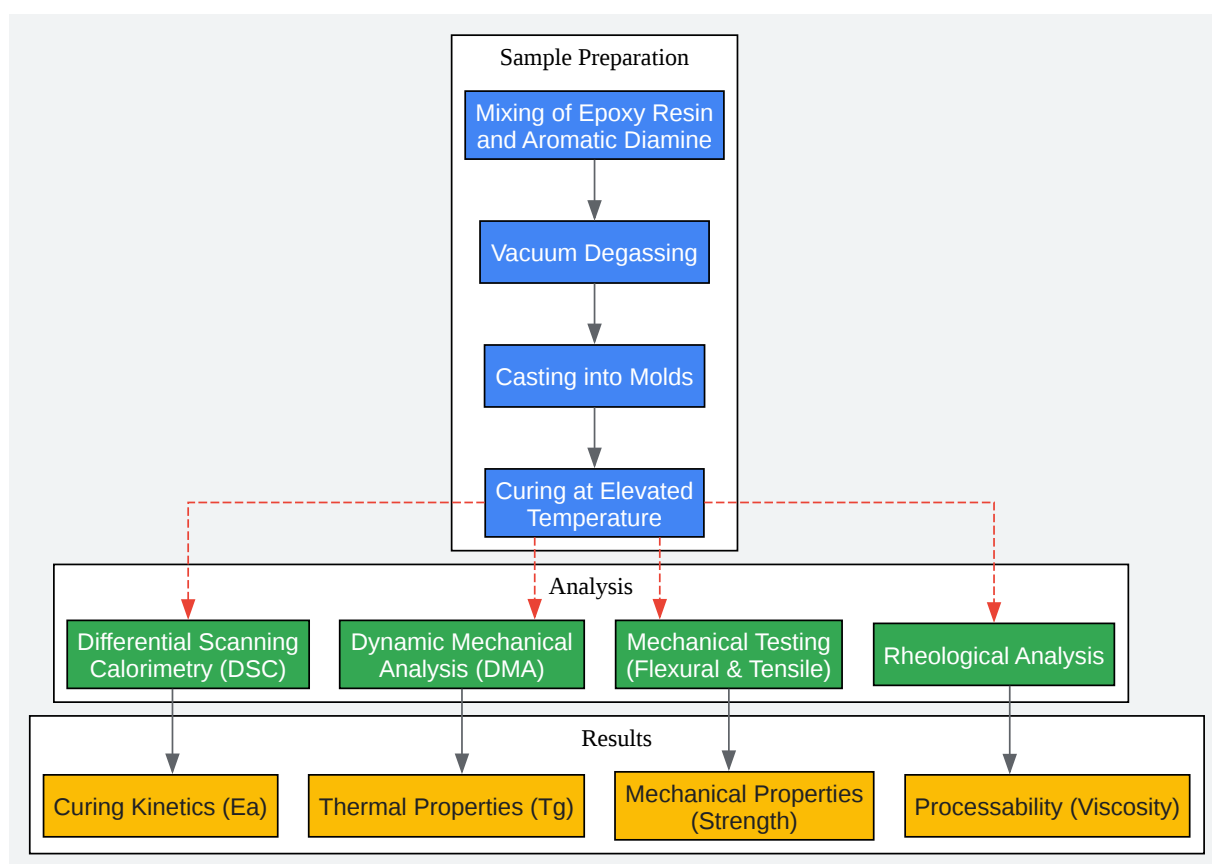 Sample Preparation
Mixing of Epoxy Resin
and Aromatic Diamine
Vacuum Degassing
Casting into Molds
Curing at Elevated
Temperature
Analysis
Differential Scanning
Calorimetry (DSC)
Dynamic Mechanical
Analysis (DMA)
Mechanical Testing
(Flexural & Tensile)
Rheological Analysis
Results
Curing Kinetics (Ea)
Thermal Properties (Tg)
Mechanical Properties
(Strength)
Processability (Viscosity)